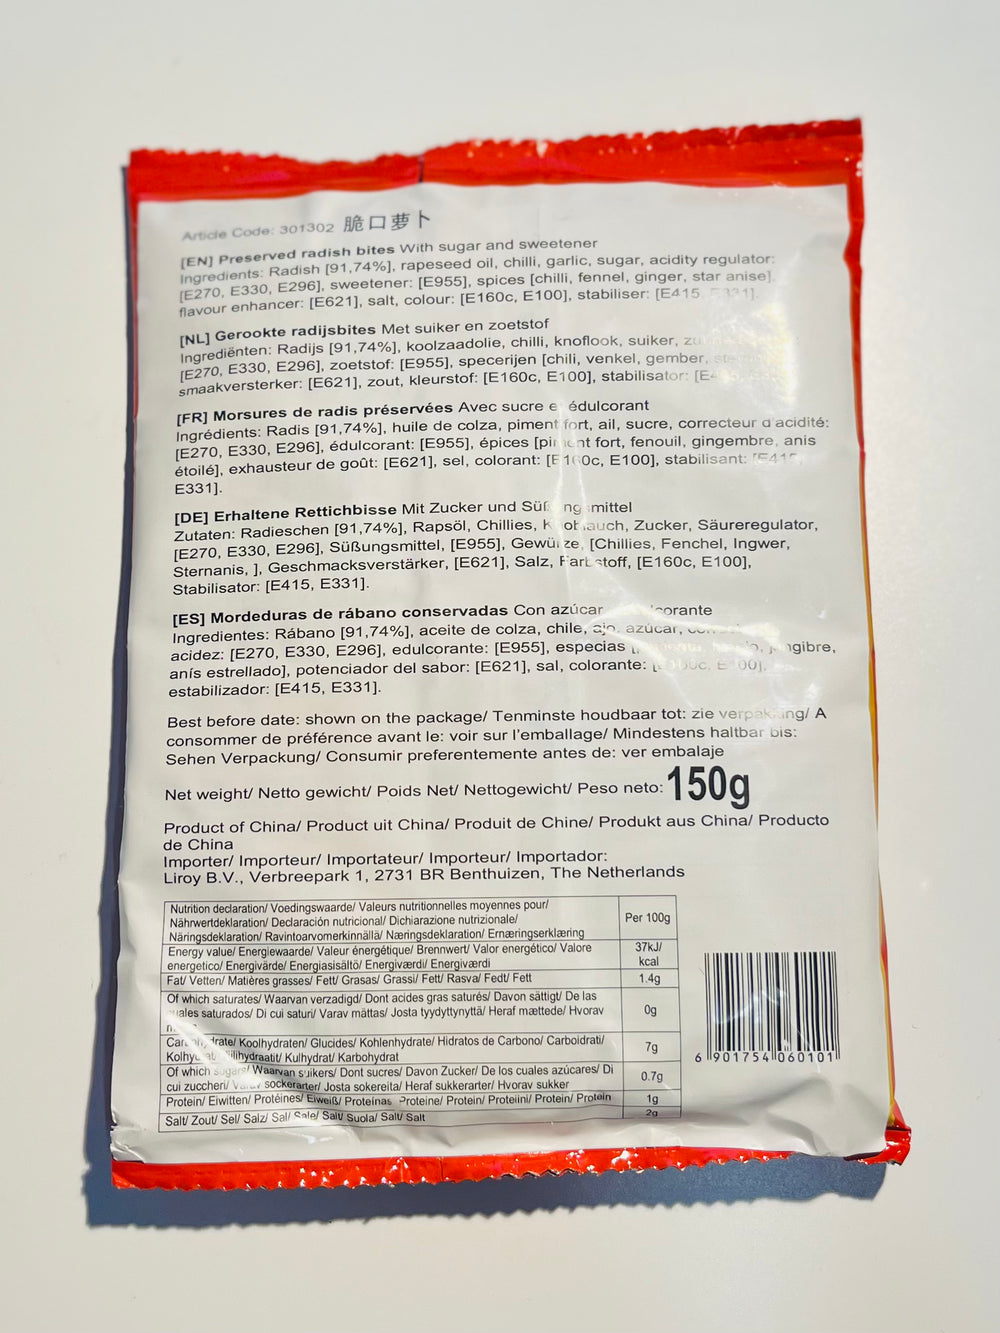 Article Code: 301302 脆口萝卜
[EN] Preserved radish bites With sugar and sweetener
Ingredients: Radish [91,74%], rapeseed oil, chilli, garlic, sugar, acidity regulator:
[E270, E330, E296], sweetener: [E955], spices [chilli, fennel, ginger, star anise].
flavour enhancer: [E621], salt, colour: [E160c, E100], stabiliser: [E415, E331].
[NL] Gerookte radijsbites Met suiker en zoetstof
Ingrediënten: Radijs [91,74%], koolzaadolie, chilli, knoflook, suiker,
[E270, E330, E296], zoetstof: [E955], specerijen [chili, venkel, gember,
smaakversterker: [E621], zout, kleurstof: [E160c, E100], stabilisator:
[FR] Morsures de radis préservées Avec sucre et édulcorant
Ingrédients: Radis [91,74%], huile de colza, piment fort, ail, sucre, correcteur d'acidité:
[E270, E330, E296], édulcorant: [E955], épices [piment fort, fenouil, gingembre, anis
étoilé], exhausteur de goût: [E621], sel, colorant: [E160c, E100], stabilisant: [E415,
E331].
[DE] Erhaltene Rettichbisse Mit Zucker und Süßungsmittel
Zutaten: Radieschen [91,74%], Rapsöl, Chillies, Knoblauch, Zucker, Säureregulator,
[E270, E330, E296], Süßungsmittel, [E955], Gewürze, [Chillies, Fenchel, Ingwer,
Sternanis, ], Geschmacksverstärker, [E621], Salz, Farbstoff, [E160c, E100],
Stabilisator: [E415, E331].
[ES] Mordeduras de rábano conservadas Con azúcar
Ingredientes: Rábano [91,74%], aceite de colza, chile, ajo, azúcar,
acidez: [E270, E330, E296], edulcorante: [E955], especias jengibre,
anís estrellado], potenciador del sabor: [E621], sal, colorante: [E160c, E100],
estabilizador: [E415, E331].
Best before date: shown on the package/ Tenminste houdbaar tot: zie verpakking/ A
consommer de préférence avant le: voir sur l'emballage/ Mindestens haltbar bis:
Sehen Verpackung/ Consumir preferentemente antes de: ver embalaje
Net weight/ Netto gewicht/ Poids Net/ Nettogewicht/ Peso neto: 150g
Product of China/ Product uit China/ Produit de Chine/ Produkt aus China/ Producto
de China
Importer/ Importeur/ Importateur/ Importeur/ Importador:
Liroy B.V., Verbreepark 1, 2731 BR Benthuizen, The Netherlands
Nutrition declaration/ Voedingswaarde/ Valeurs nutritionnelles moyennes pour/
Nährwertdeklaration/ Declaración nutricional/ Dichiarazione nutrizionale/
Näringsdeklaration/ Ravintoarvomerkinnällä/ Næringsdeklaration/ Ernæringserklæring
Per 100g
Energy value/ Energiewaarde/ Valeur énergétique/ Brennwert/ Valor energético/ Valore
energetico/ Energivärde/ Energiasisältö/ Energiværdi/ Energiværdi
37kJ/
kcal
Fat/ Vetten/ Matières grasses/ Fett/ Grasas/ Grassi/ Fett/ Rasva/ Fedt/ Fett
1.4g
Of which saturates/ Waarvan verzadigd/ Dont acides gras saturés/ Davon sättigt/ De las
cuales saturados/ Di cui saturi/ Varav mättas/ Josta tyydyttynyttä/ Heraf mættede/ Hvorav
0g
Carbohydrate/ Koolhydraten/ Glucides/ Kohlenhydrate/ Hidratos de Carbono/ Carboidrati/
Kolhydrat/ Kulhydrat/ Karbohydrat
7g
Of which sugars/ Waarvan suikers/ Dont sucres/ Davon Zucker/ De los cuales azúcares/ Di
cui zuccheri/ Varav sockerarter/ Josta sokereita/ Heraf sukkerarter/ Hvorav sukker
0.7g
Protein/ Eiwitten/ Protéines/ Eiweiß/ Proteínas Proteine/ Protein/ Proteiini/ Protein/ Protein
1g
Salt/ Zout/ Sel/ Salz/ Sal/ Sale/ Salt/ Suola/ Salt/ Salt
2g
6 901754 060101